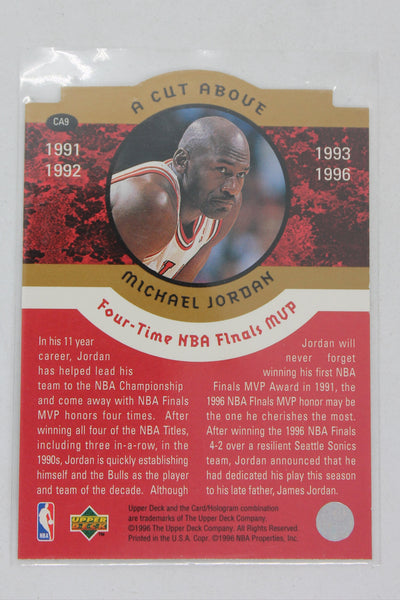 A CUT ABOVE
CA9
1991
1992
1993
1996
MICHAEL JORDAN
Four-Time NBA FInals MVP
In his 11 year
career, Jordan
has helped lead his
team to the NBA Championship
and come away with NBA FInals
MVP honors four times. After
winning all four of the NBA Titles,
including three in-a-row, in the
1990s, Jordan is quickly establishing
himself and the Bulls as the player
and team of the decade. Although
Jordan will
never forget
winning his first NBA
FInals MVP Award in 1991, the
1996 NBA FInals MVP honor may be
the one he cherishes the most.
After winning the 1996 NBA FInals
4-2 over a resilient Seattle Sonics
team, Jordan announced that he
had dedicated his play this season
to his late father, James Jordan.
NBA
UPPER
DECK
TM
Upper Deck and the Card/Hologram combination
are trademarks of The Upper Deck Company.
©1996 The Upper Deck Company. All Rights Reserved.
Printed in the U.S.A. Copr. ©1996 NBA Properties, Inc.